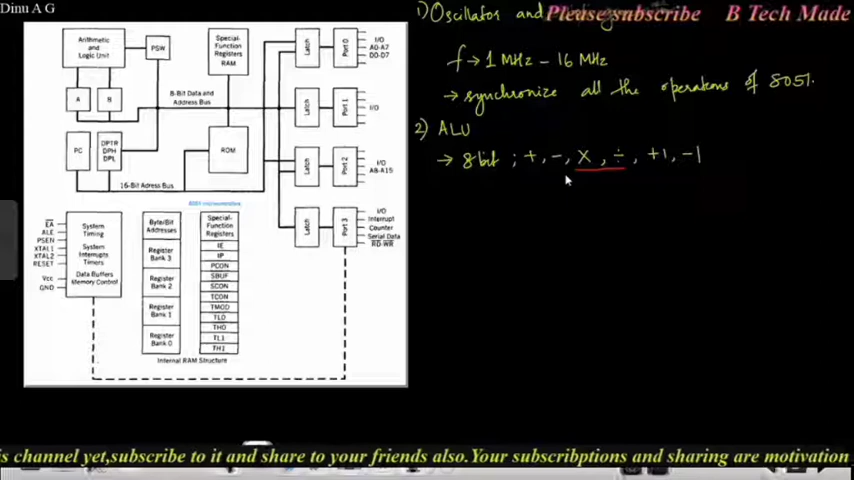 Dinu A G
Please subscribe B Tech Made
1) Oscillator and
f → 1 MHz - 16 MHz
→ synchronize all the operations of 8051.
2) ALU
→ 8 bit ; +, -, X, ÷, +1, -1
Arithmetic and Logic Unit
PSW
Special-Function Registers RAM
Latch
Port 0
I/O
A0-A7
D0-D7
A
B
8-Bit Data and Address Bus
Latch
Port 1
I/O
PC
DPTR
DPH
DPL
ROM
Latch
Port 2
I/O
A8-A15
16-Bit Adress Bus
8051 microcontroller
Latch
Port 3
I/O
Interrupt
Counter
Serial Data
RD-WR
EA
ALE
PSEN
XTAL1
XTAL2
RESET
Vcc
GND
System Timing
System Interrupts
Timers
Data Buffers
Memory Control
Byte/Bit Addresses
Register Bank 3
Register Bank 2
Register Bank 1
Register Bank 0
Special-Function Registers
IE
IP
PCON
SBUF
SCON
TCON
TMOD
TL0
TH0
TL1
TH1
Internal RAM Structure
is channel yet,subscribe to it and share to your friends also.Your subscribptions and sharing are motivation